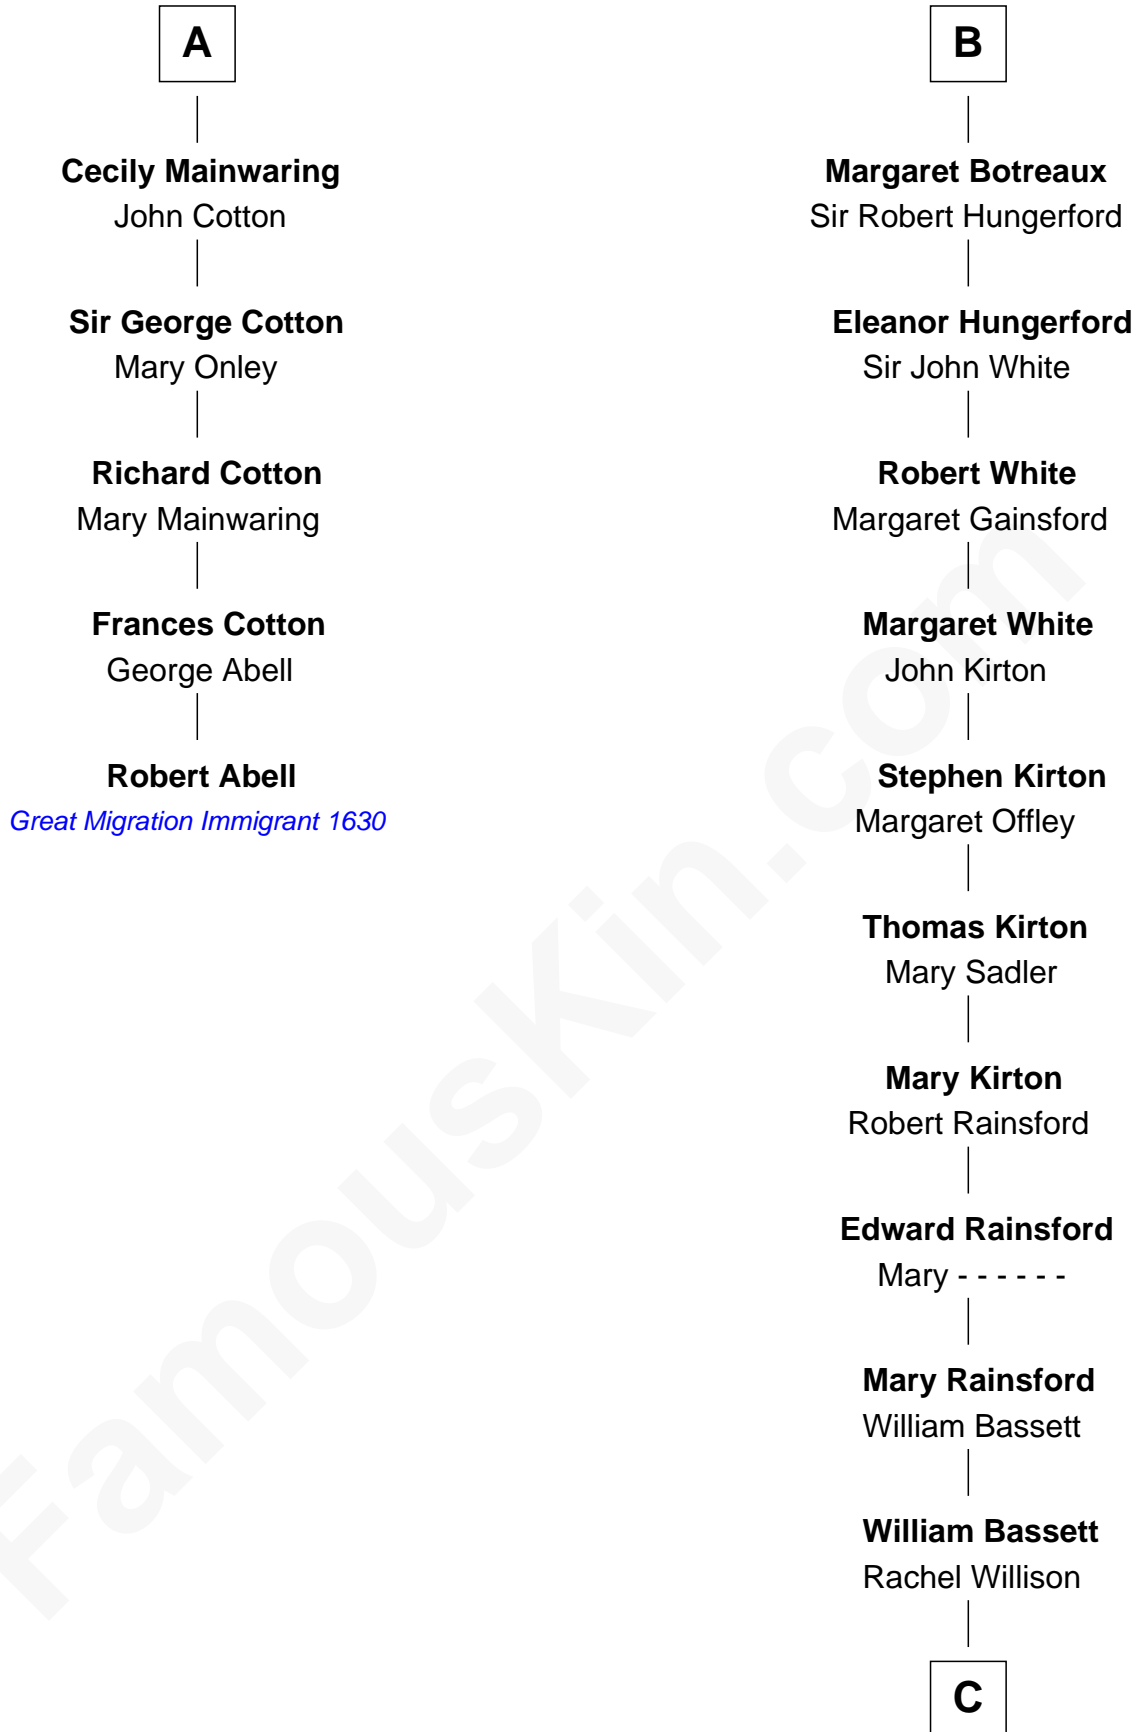 A
Cecily Mainwaring
John Cotton
Sir George Cotton
Mary Onley
Richard Cotton
Mary Mainwaring
Frances Cotton
George Abell
Robert Abell
Great Migration Immigrant 1630
B
Margaret Botreaux
Sir Robert Hungerford
Eleanor Hungerford
Sir John White
Robert White
Margaret Gainsford
Margaret White
John Kirton
Stephen Kirton
Margaret Offley
Thomas Kirton
Mary Sadler
Mary Kirton
Robert Rainsford
Edward Rainsford
Mary - - - - - -
Mary Rainsford
William Bassett
William Bassett
Rachel Willison
C
FamousKin.com